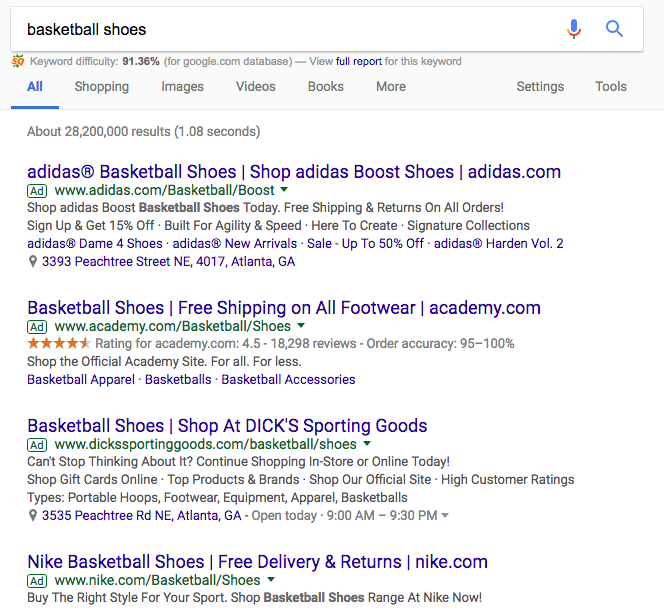 basketball shoes
Keyword difficulty: 91.36% (for google.com database) — View full report for this keyword
All Shopping Images Videos Books More Settings Tools
About 28,200,000 results (1.08 seconds)
adidas® Basketball Shoes | Shop adidas Boost Shoes | adidas.com
Ad www.adidas.com/Basketball/Boost
Shop adidas Boost Basketball Shoes Today. Free Shipping & Returns On All Orders!
Sign Up & Get 15% Off · Built For Agility & Speed · Here To Create · Signature Collections
adidas® Dame 4 Shoes · adidas® New Arrivals · Sale - Up To 50% Off · adidas® Harden Vol. 2
3393 Peachtree Street NE, 4017, Atlanta, GA
Basketball Shoes | Free Shipping on All Footwear | academy.com
Ad www.academy.com/Basketball/Shoes
Rating for academy.com: 4.5 - 18,298 reviews - Order accuracy: 95–100%
Shop the Official Academy Site. For all. For less.
Basketball Apparel · Basketballs · Basketball Accessories
Basketball Shoes | Shop At DICK'S Sporting Goods
Ad www.dickssportinggoods.com/basketball/shoes
Can't Stop Thinking About It? Continue Shopping In-Store or Online Today!
Shop Gift Cards Online · Top Products & Brands · Shop Our Official Site · High Customer Ratings
Types: Portable Hoops, Footwear, Equipment, Apparel, Basketballs
3535 Peachtree Rd NE, Atlanta, GA - Open today · 9:00 AM – 9:30 PM
Nike Basketball Shoes | Free Delivery & Returns | nike.com
Ad www.nike.com/Basketball/Shoes
Buy The Right Style For Your Sport. Shop Basketball Shoes Range At Nike Now!